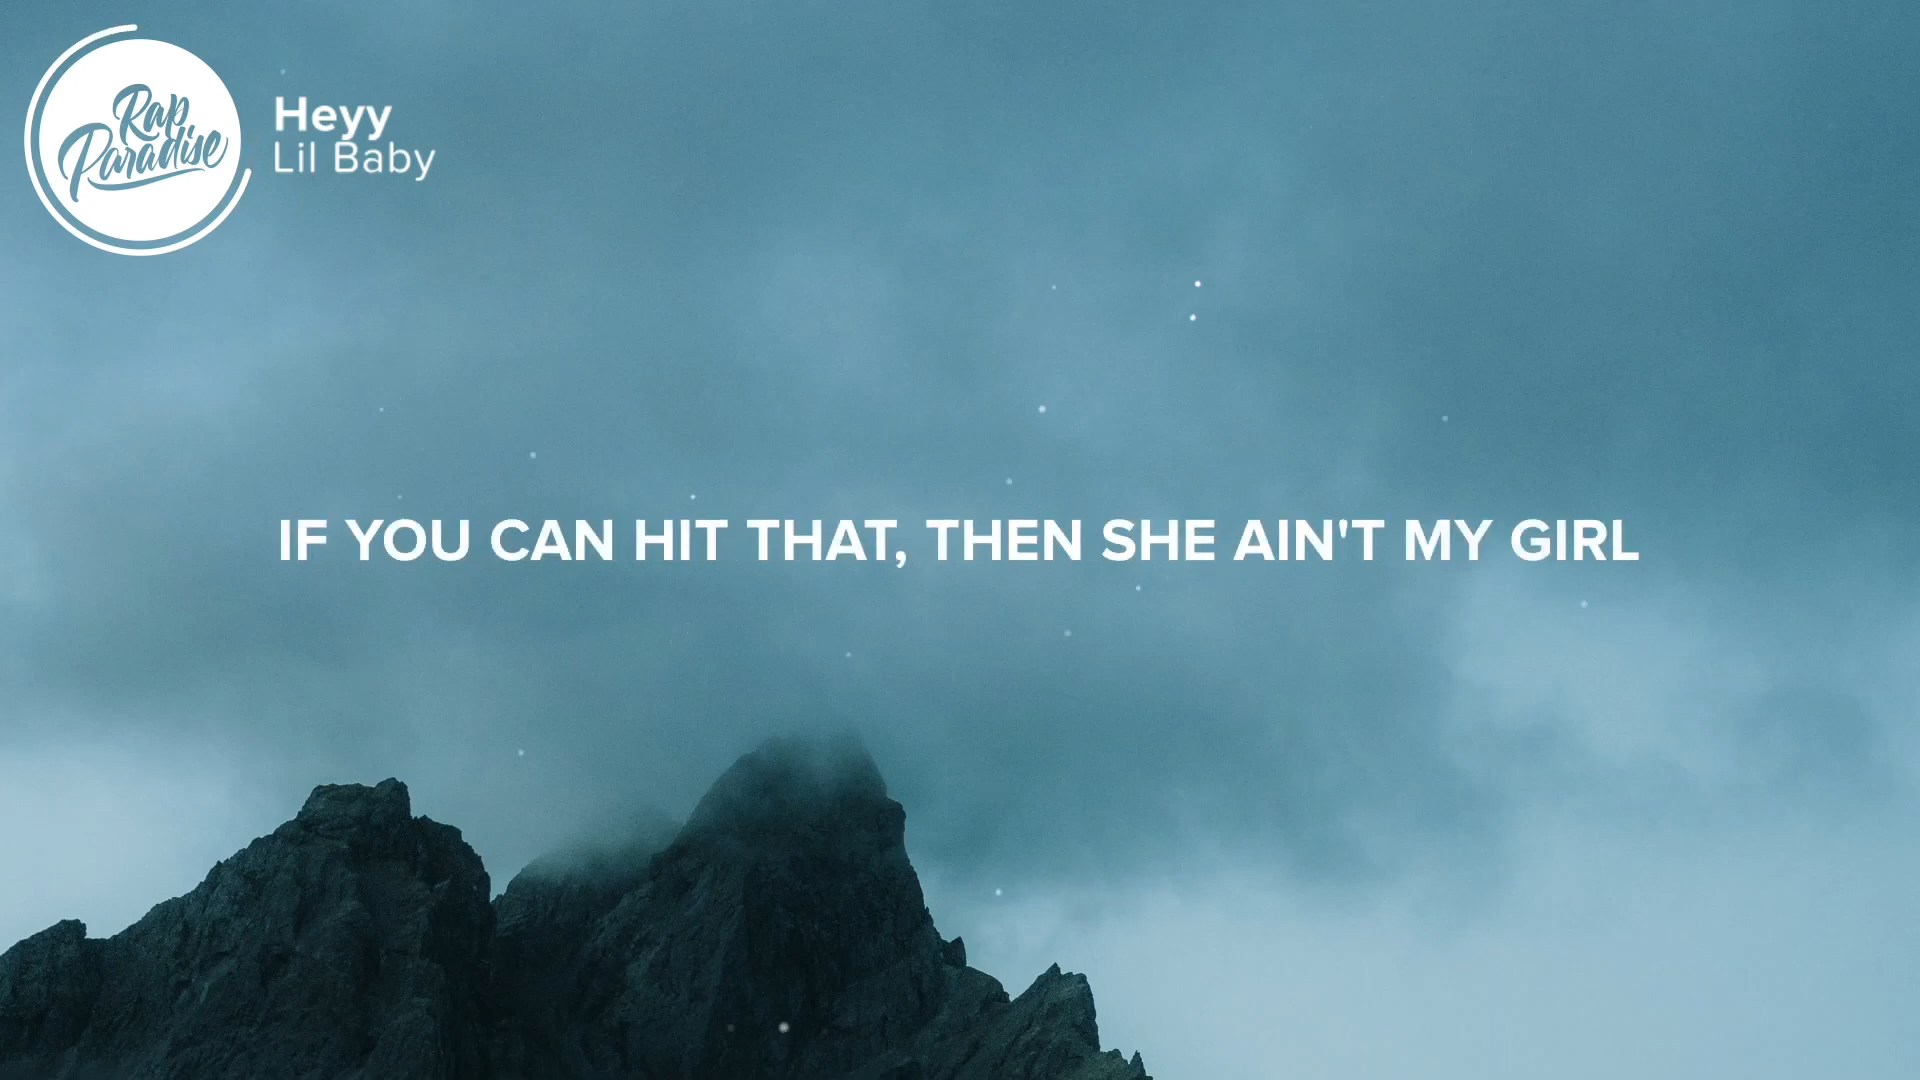 Rap
Paradise
Heyy
Lil Baby
IF YOU CAN HIT THAT, THEN SHE AIN'T MY GIRL